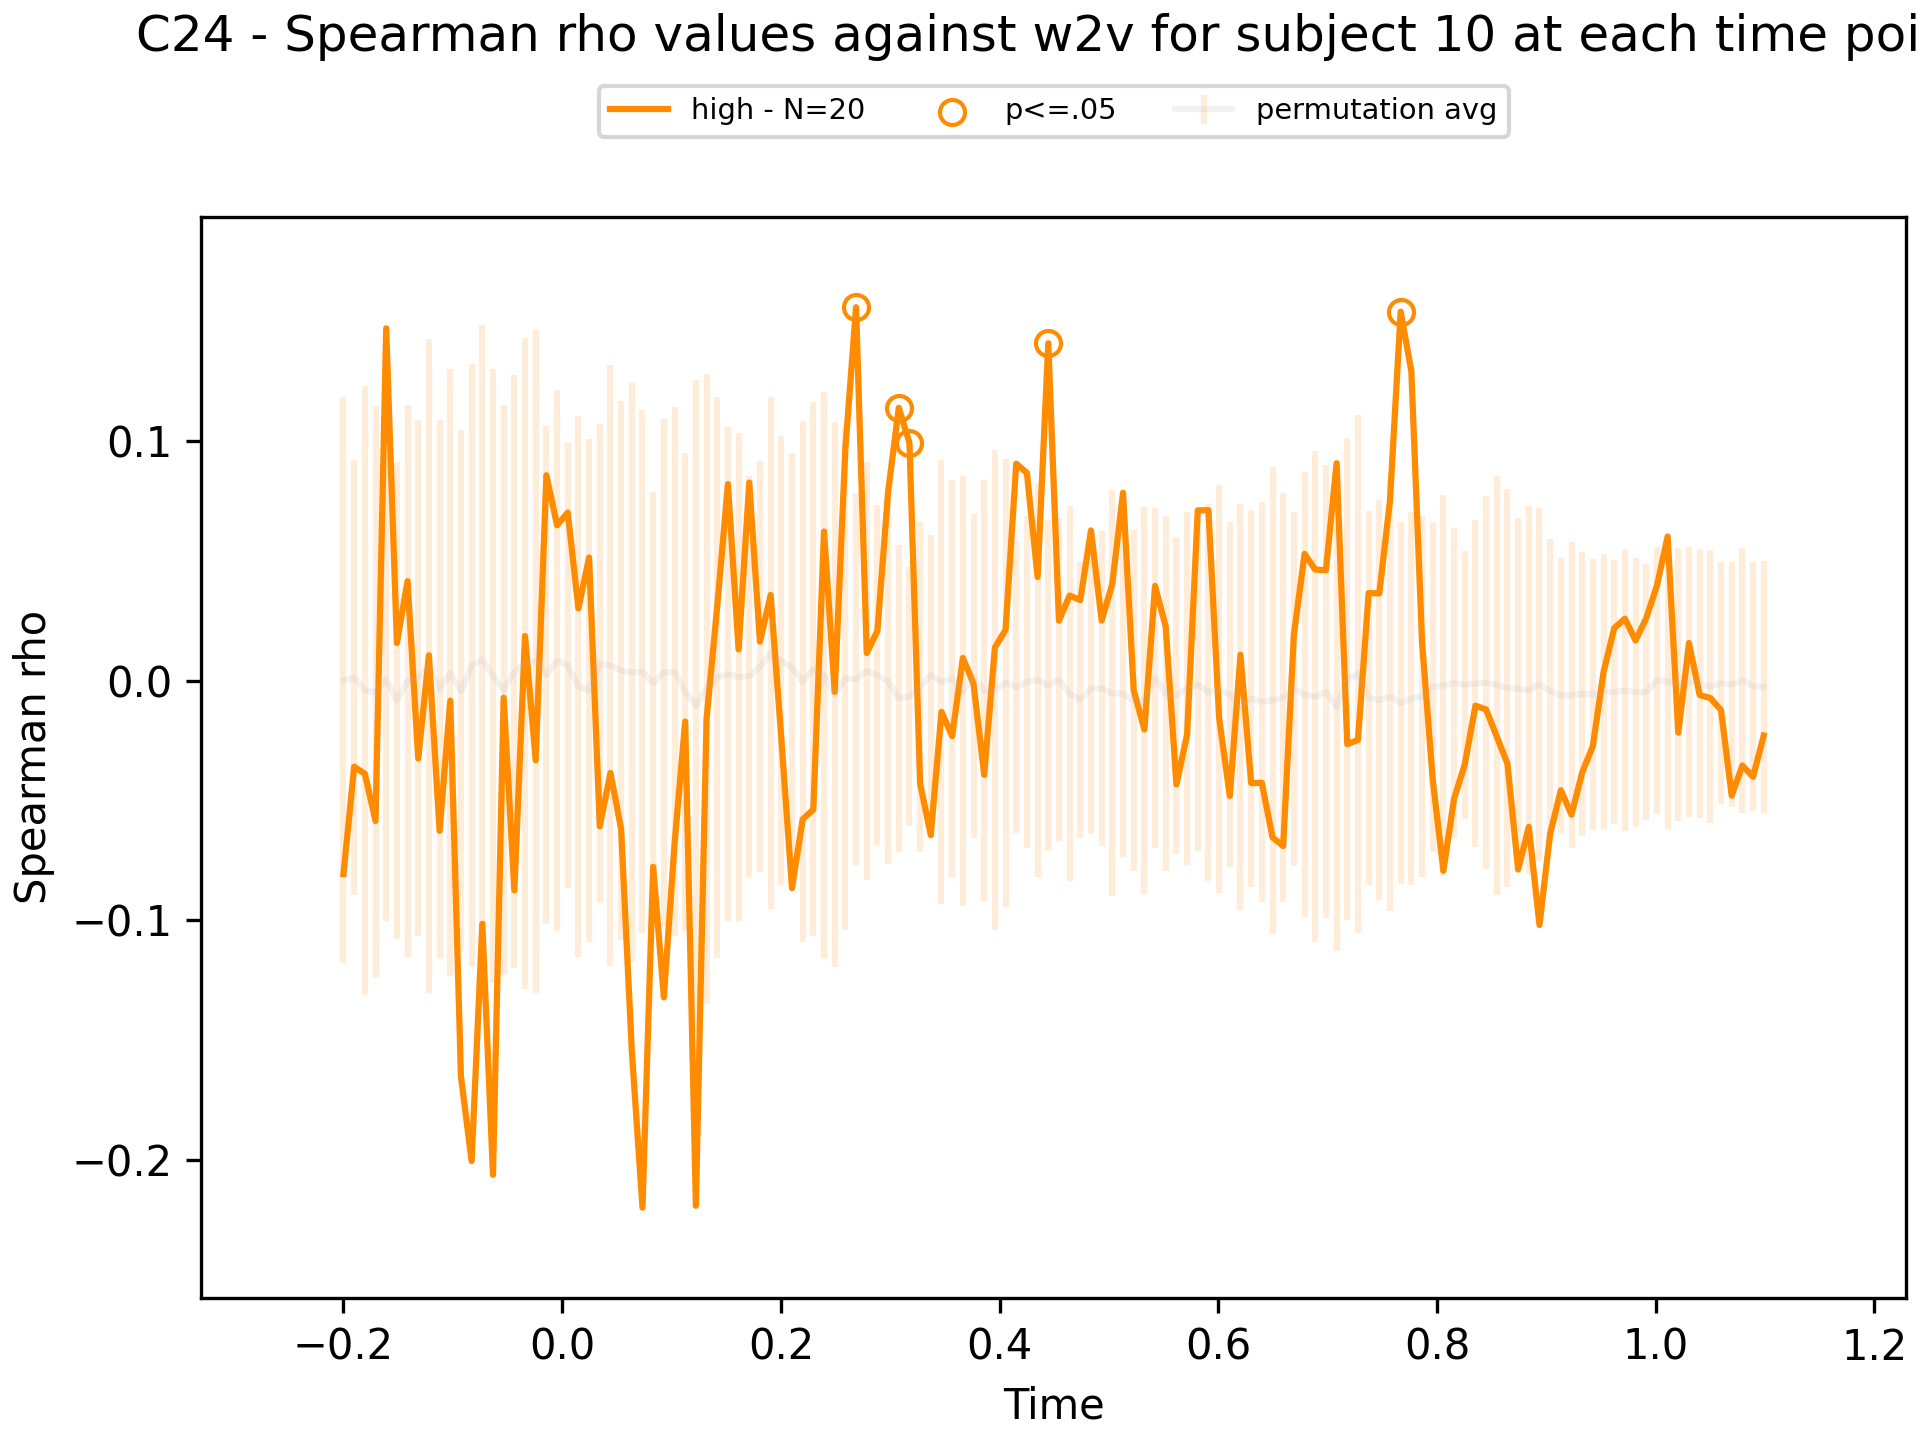 C24 - Spearman rho values against w2v for subject 10 at each time poi
high - N=20 p<=.05 permutation avg
Spearman rho
0.1
0.0
−0.1
−0.2
−0.2 0.0 0.2 0.4 0.6 0.8 1.0 1.2
Time